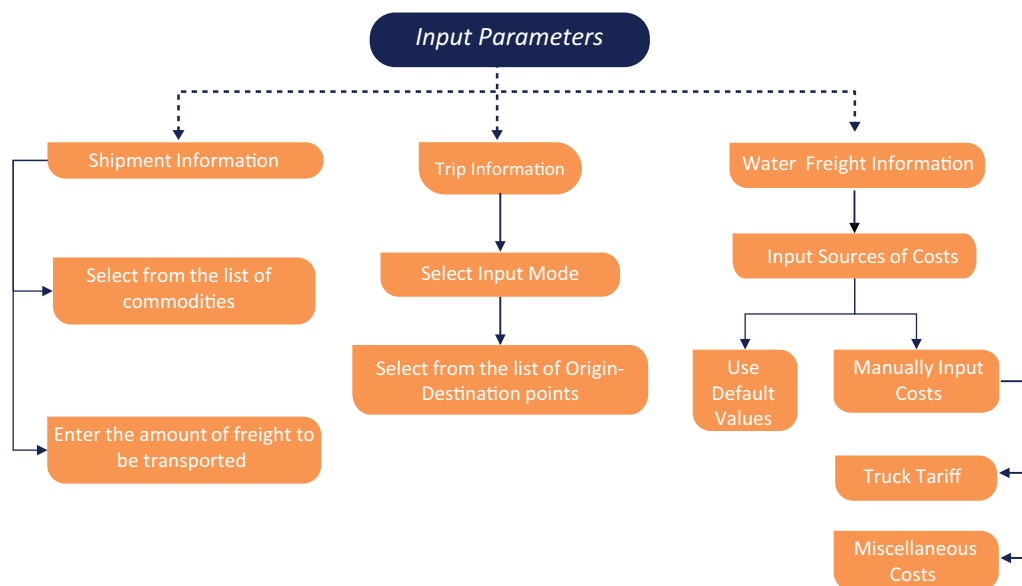 Input Parameters
Shipment Information
Select from the list of
commodities
Enter the amount of freight to
be transported
Trip Information
Select Input Mode
Select from the list of Origin-
Destination points
Water Freight Information
Input Sources of Costs
Use
Default
Values
Manually Input
Costs
Truck Tariff
Miscellaneous
Costs